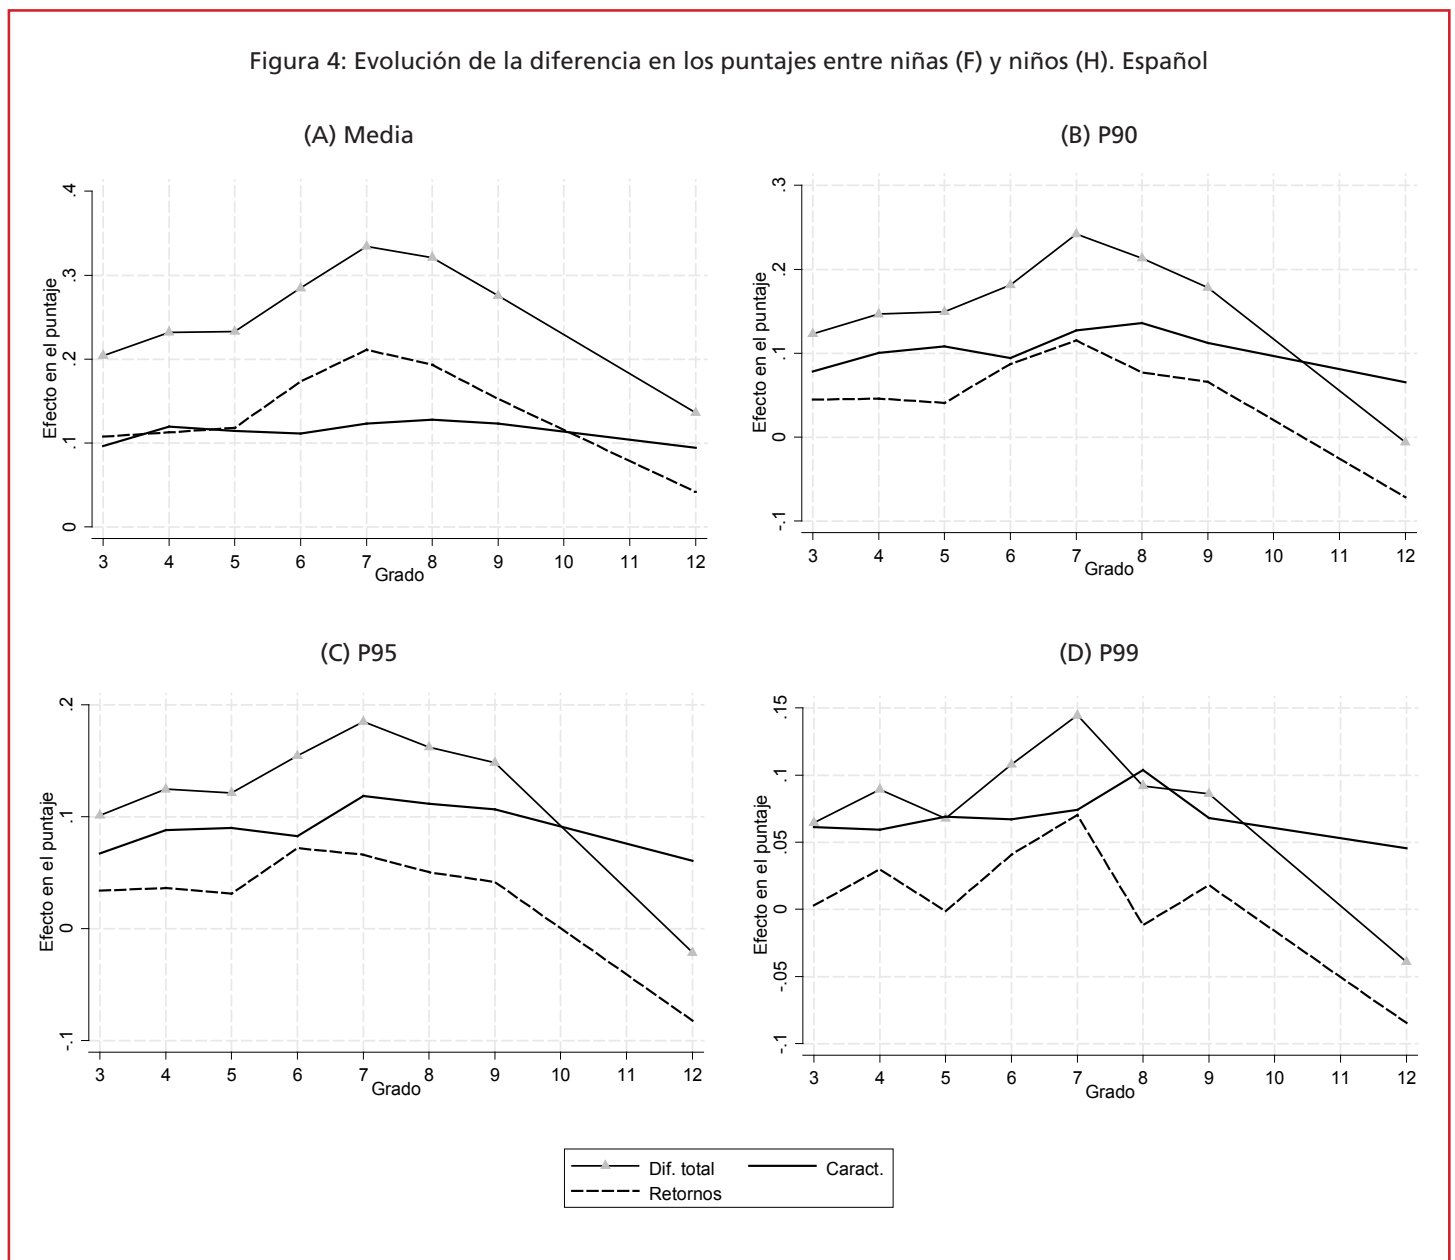 Figura 4: Evolución de la diferencia en los puntajes entre niñas (F) y niños (H). Español
(A) Media
Efecto en el puntaje
.4
.3
.2
.1
0
3 4 5 6 7 8 9 10 11 12
Grado
(B) P90
Efecto en el puntaje
.3
.2
.1
0
-.1
3 4 5 6 7 8 9 10 11 12
Grado
(C) P95
Efecto en el puntaje
.2
.1
0
-.1
3 4 5 6 7 8 9 10 11 12
Grado
(D) P99
Efecto en el puntaje
.15
.1
.05
0
-.05
-.1
3 4 5 6 7 8 9 10 11 12
Grado
Dif. total Caract.
Retornos